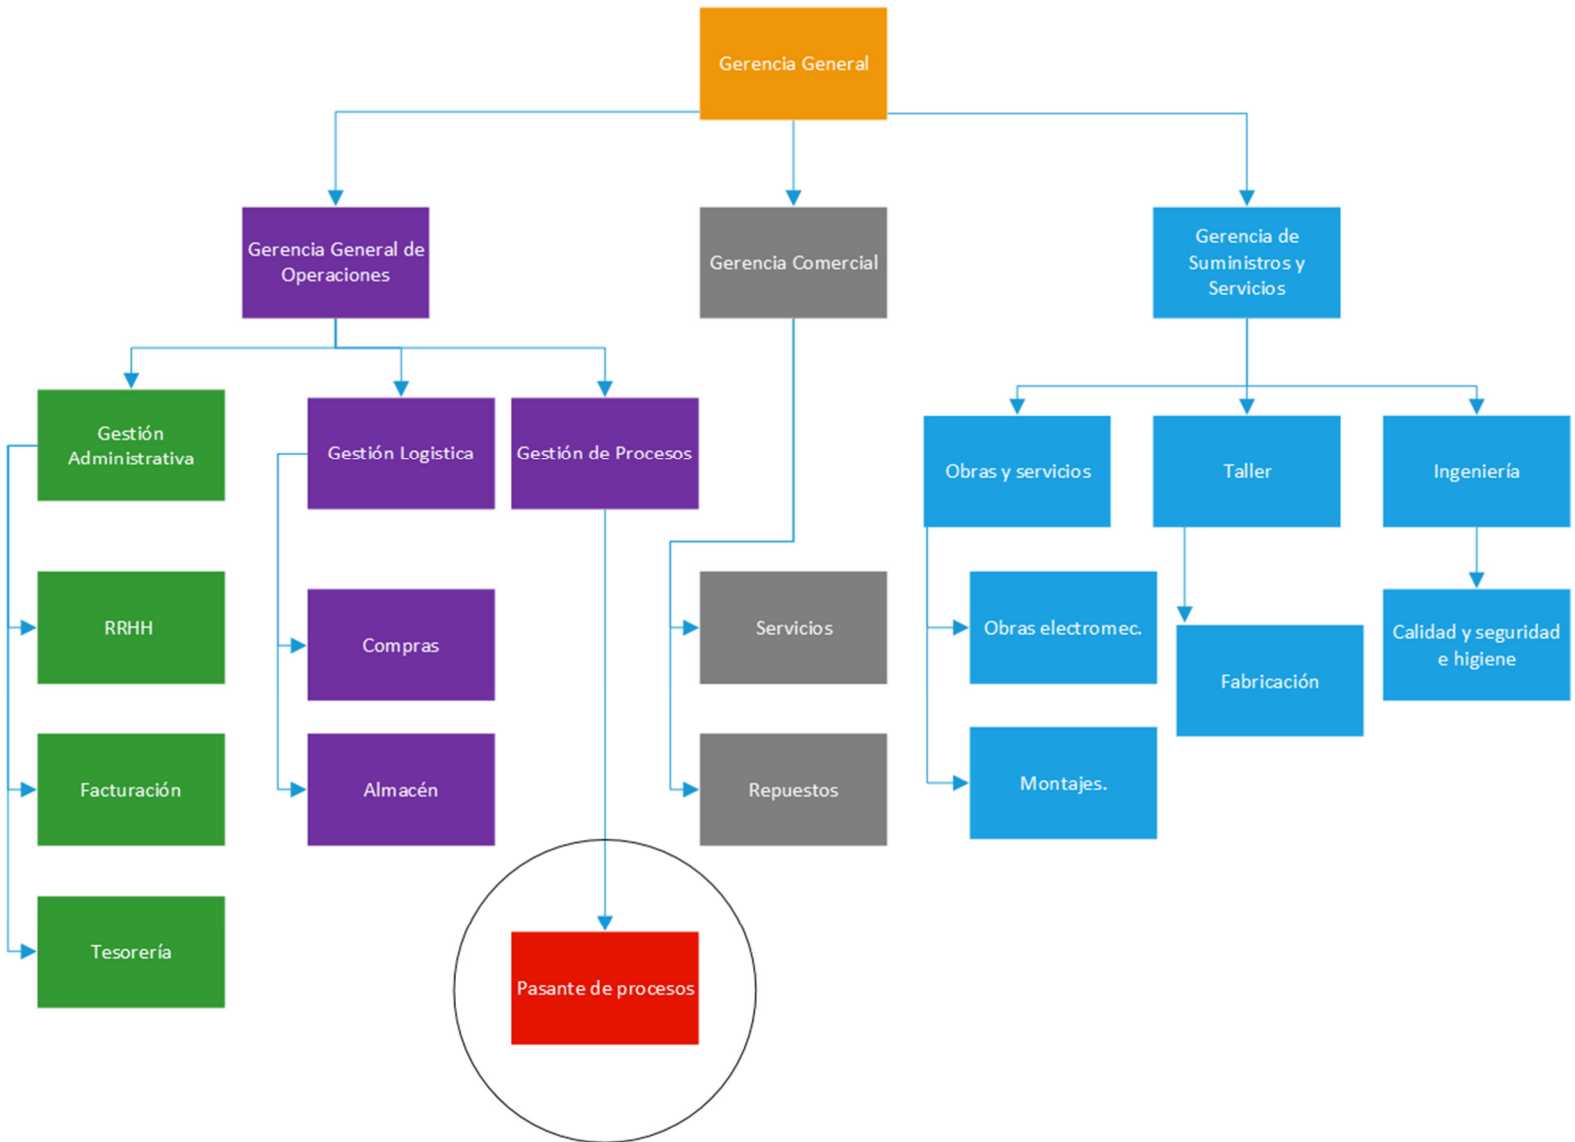 Gerencia General
Gerencia General de
Operaciones
Gerencia Comercial
Gerencia de
Suministros y
Servicios
Gestión
Administrativa
Gestión Logistica
Gestión de Procesos
Obras y servicios
Taller
Ingeniería
RRHH
Compras
Servicios
Obras electromec.
Fabricación
Calidad y seguridad
e higiene
Facturación
Almacén
Repuestos
Montajes.
Tesorería
Pasante de procesos